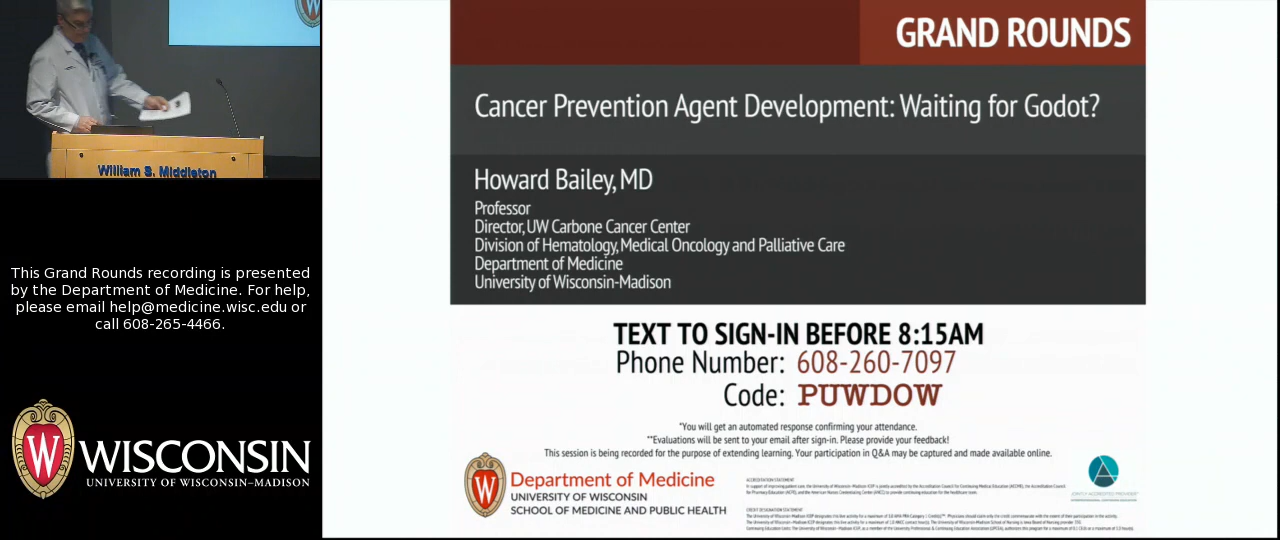 William S. Middleton
This Grand Rounds recording is presented
by the Department of Medicine. For help,
please email help@medicine.wisc.edu or
call 608-265-4466.
W WISCONSIN
UNIVERSITY OF WISCONSIN–MADISON
GRAND ROUNDS
Cancer Prevention Agent Development: Waiting for Godot?
Howard Bailey, MD
Professor
Director, UW Carbone Cancer Center
Division of Hematology, Medical Oncology and Palliative Care
Department of Medicine
University of Wisconsin-Madison
TEXT TO SIGN-IN BEFORE 8:15AM
Phone Number: 608-260-7097
Code: PUWDOW
*You will get an automated response confirming your attendance.
**Evaluations will be sent to your email after sign-in. Please provide your feedback!
This session is being recorded for the purpose of extending learning. Your participation in Q&A may be captured and made available online.
W
Department of Medicine
UNIVERSITY OF WISCONSIN
SCHOOL OF MEDICINE AND PUBLIC HEALTH
ACCREDITATION STATEMENT
CREDIT DESIGNATION STATEMENT